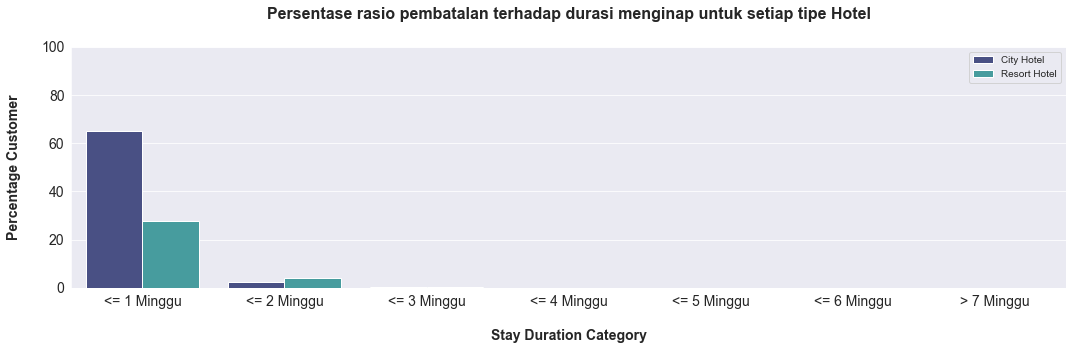 Persentase rasio pembatalan terhadap durasi menginap untuk setiap tipe Hotel
100
80
60
40
20
0
Percentage Customer
City Hotel
Resort Hotel
<= 1 Minggu
<= 2 Minggu
<= 3 Minggu
<= 4 Minggu
<= 5 Minggu
<= 6 Minggu
> 7 Minggu
Stay Duration Category